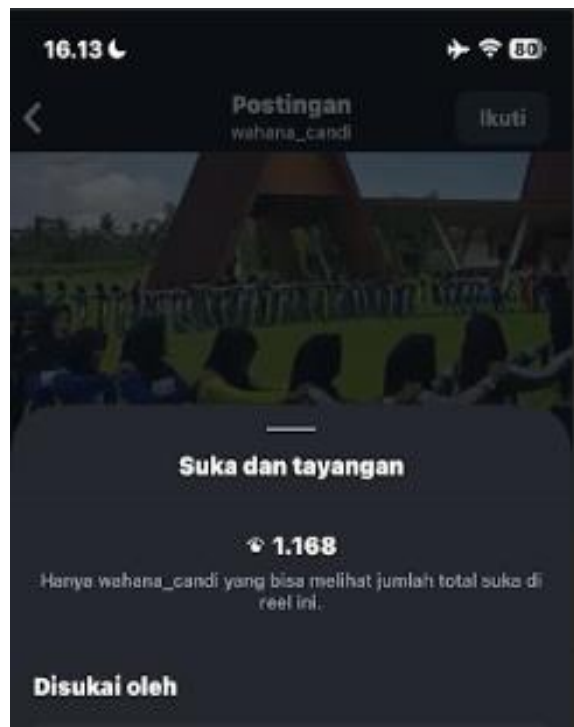 16.13
80
Postingan
wahana_candi
Ikuti
Suka dan tayangan
1.168
Hanya wahana_candi yang bisa melihat jumlah total suka di
reel ini.
Disukai oleh